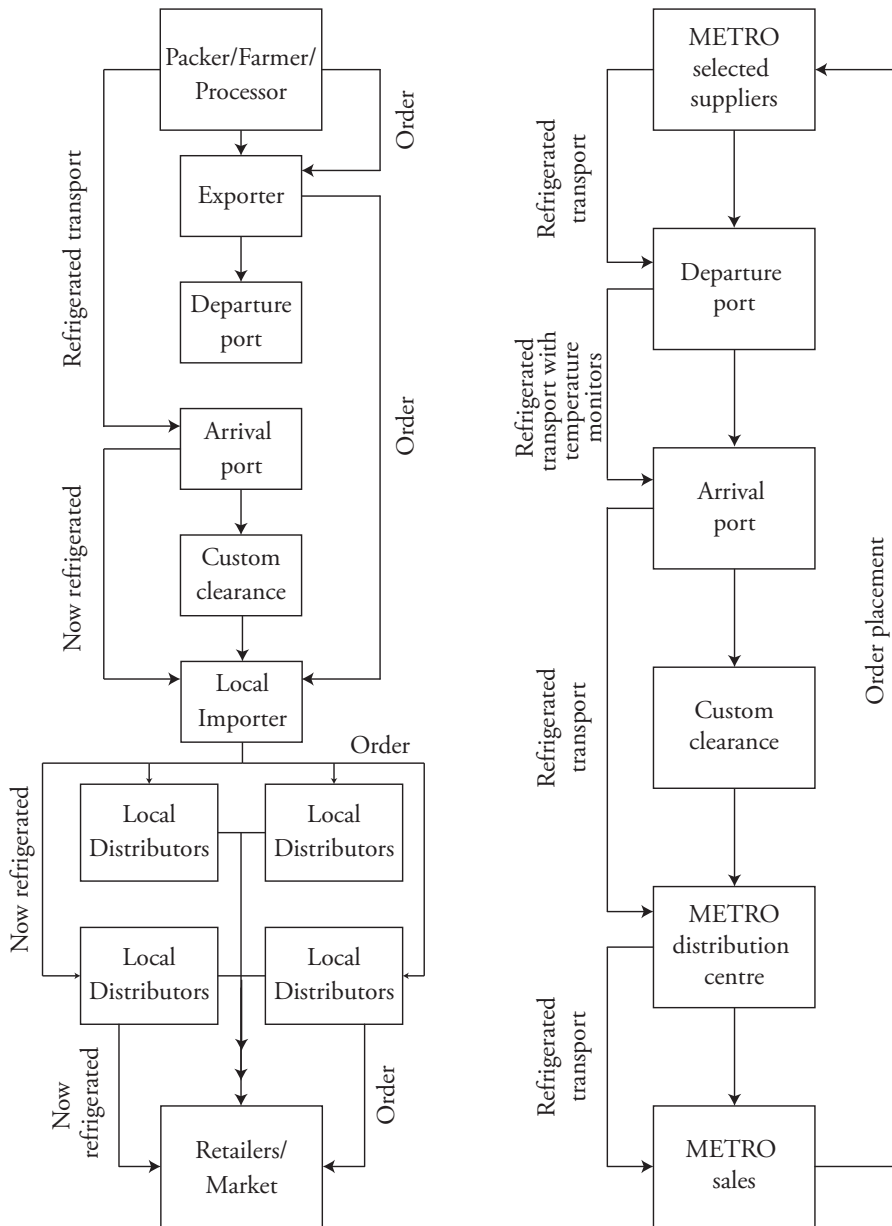 Packer/Farmer/
Processor
Order
Exporter
Refrigerated transport
Departure
port
Order
Arrival
port
Now refrigerated
Custom
clearance
Local
Importer
Order
Now refrigerated
Local
Distributors
Local
Distributors
Local
Distributors
Local
Distributors
Now
refrigerated
Order
Retailers/
Market
METRO
selected
suppliers
Refrigerated
transport
Departure
port
Refrigerated
transport with
temperature
monitors
Arrival
port
Order placement
Refrigerated
transport
Custom
clearance
METRO
distribution
centre
Refrigerated
transport
METRO
sales